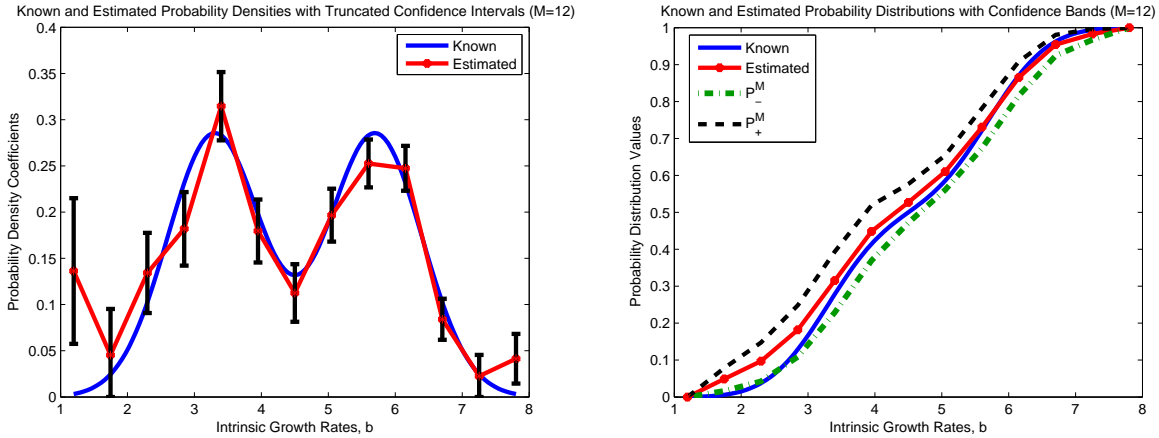 Known and Estimated Probability Densities with Truncated Confidence Intervals (M=12)
0.4
0.35
0.3
0.25
0.2
0.15
0.1
0.05
0
Probability Density Coefficients
Known
Estimated
1 2 3 4 5 6 7 8
Intrinsic Growth Rates, b
Known and Estimated Probability Distributions with Confidence Bands (M=12)
1
0.9
0.8
0.7
0.6
0.5
0.4
0.3
0.2
0.1
0
Probability Distribution Values
Known
Estimated
P_-^M
P_+^M
1 2 3 4 5 6 7 8
Intrinsic Growth Rates, b